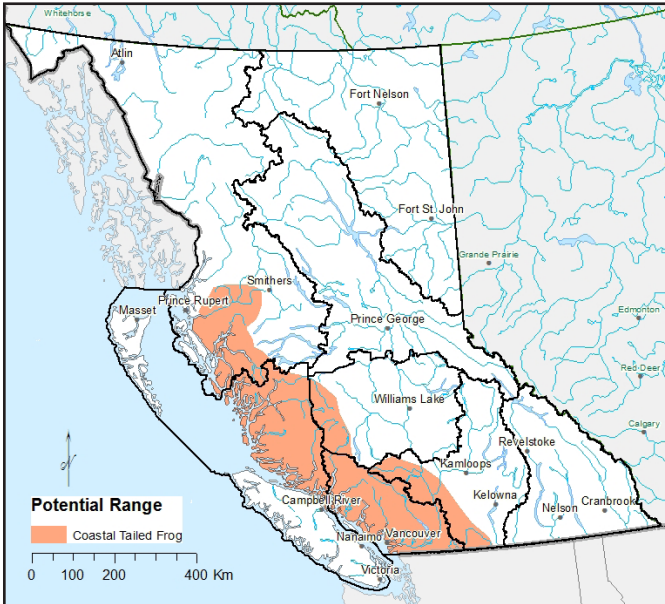 Whitehorse
Atlin
Fort Nelson
Fort St. John
Grande Prairie
Smithers
Prince Rupert
Masset
Prince George
Edmonton
Red Deer
Williams Lake
Calgary
Revelstoke
Kamloops
Campbell River
Kelowna
Cranbrook
Nelson
Vancouver
Nanaimo
Victoria
N
Potential Range
Coastal Tailed Frog
0 100 200 400 Km